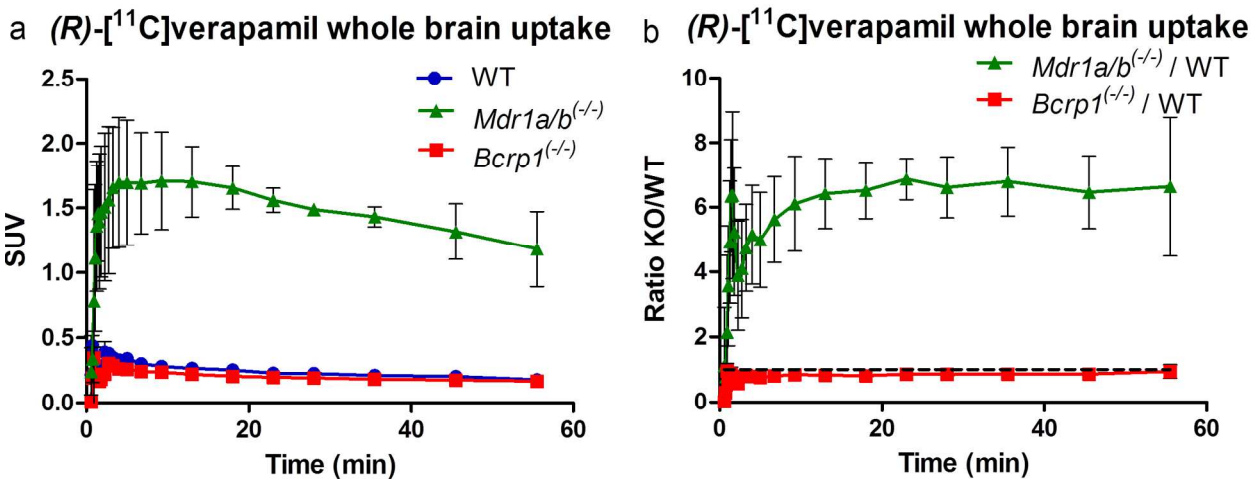 a (R)-[¹¹C]verapamil whole brain uptake
WT
Mdr1a/b(-/-)
Bcrp1(-/-)
2.5
2.0
1.5
1.0
0.5
0.0
SUV
0 20 40 60
Time (min)
b (R)-[¹¹C]verapamil whole brain uptake
Mdr1a/b(-/-) / WT
Bcrp1(-/-) / WT
10
8
6
4
2
0
Ratio KO/WT
0 20 40 60
Time (min)